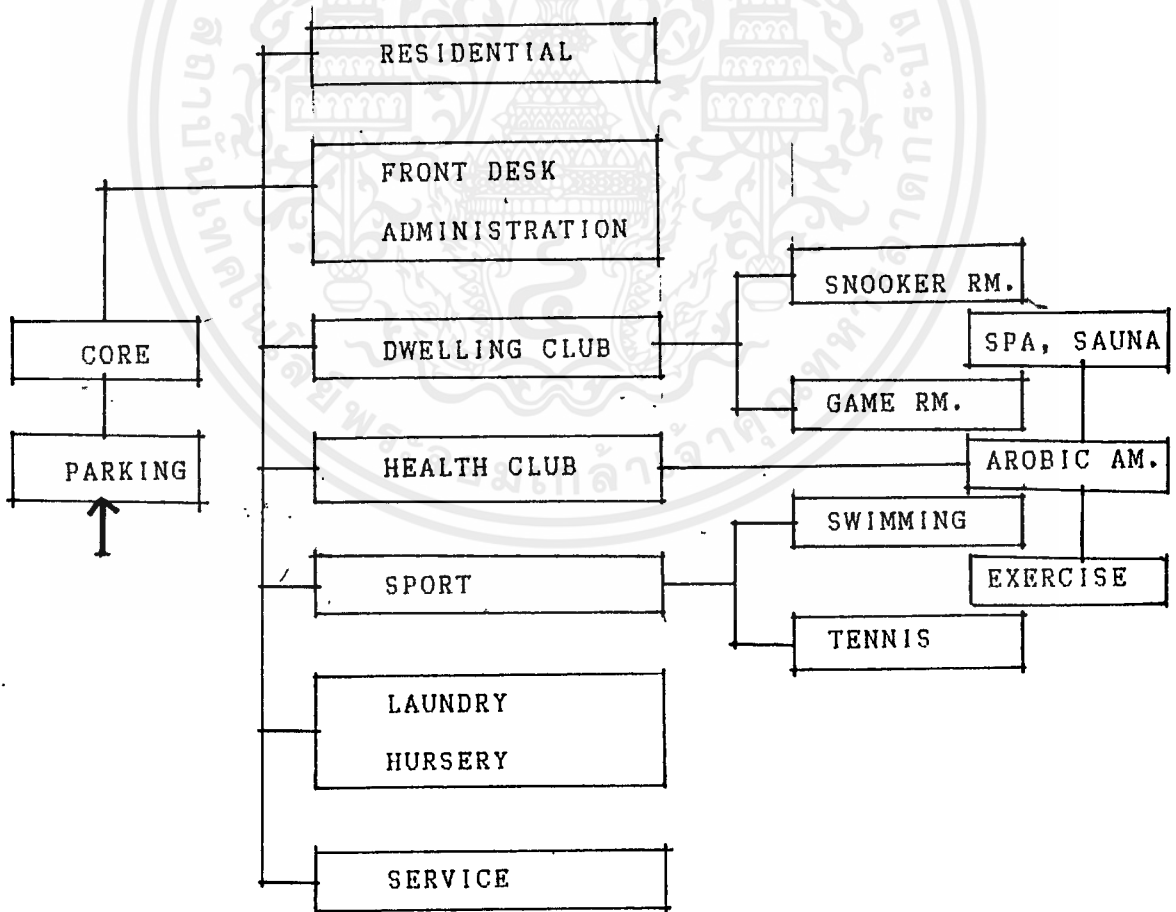 RESIDENTIAL
FRONT DESK
ADMINISTRATION
SNOOKER RM.
CORE
DWELLING CLUB
SPA, SAUNA
GAME RM.
PARKING
HEALTH CLUB
AROBIC AM.
SWIMMING
SPORT
EXERCISE
TENNIS
LAUNDRY
HURSERY
SERVICE